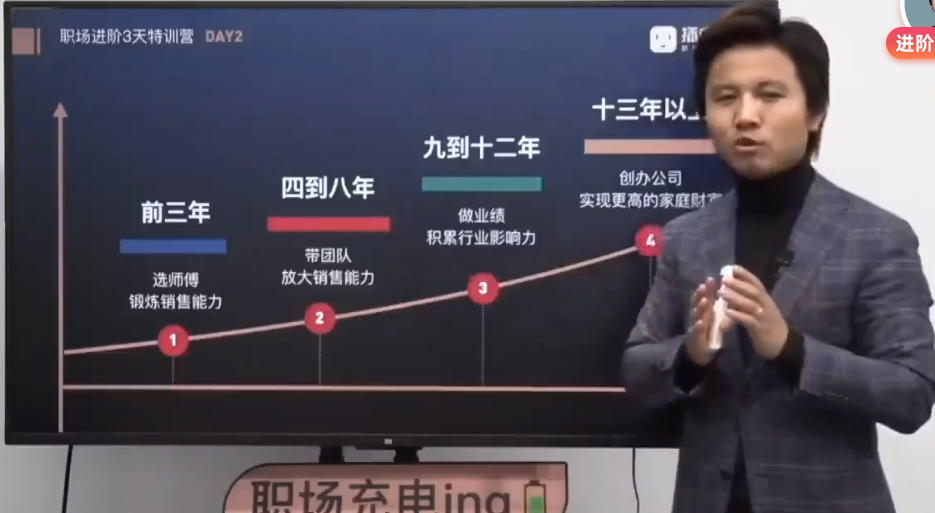 职场进阶3天特训营 DAY2
进阶
十三年以
创办公司
实现更高的家庭财
4
九到十二年
做业绩
积累行业影响力
3
四到八年
带团队
放大销售能力
2
前三年
选师傅
锻炼销售能力
1
职场充电ing